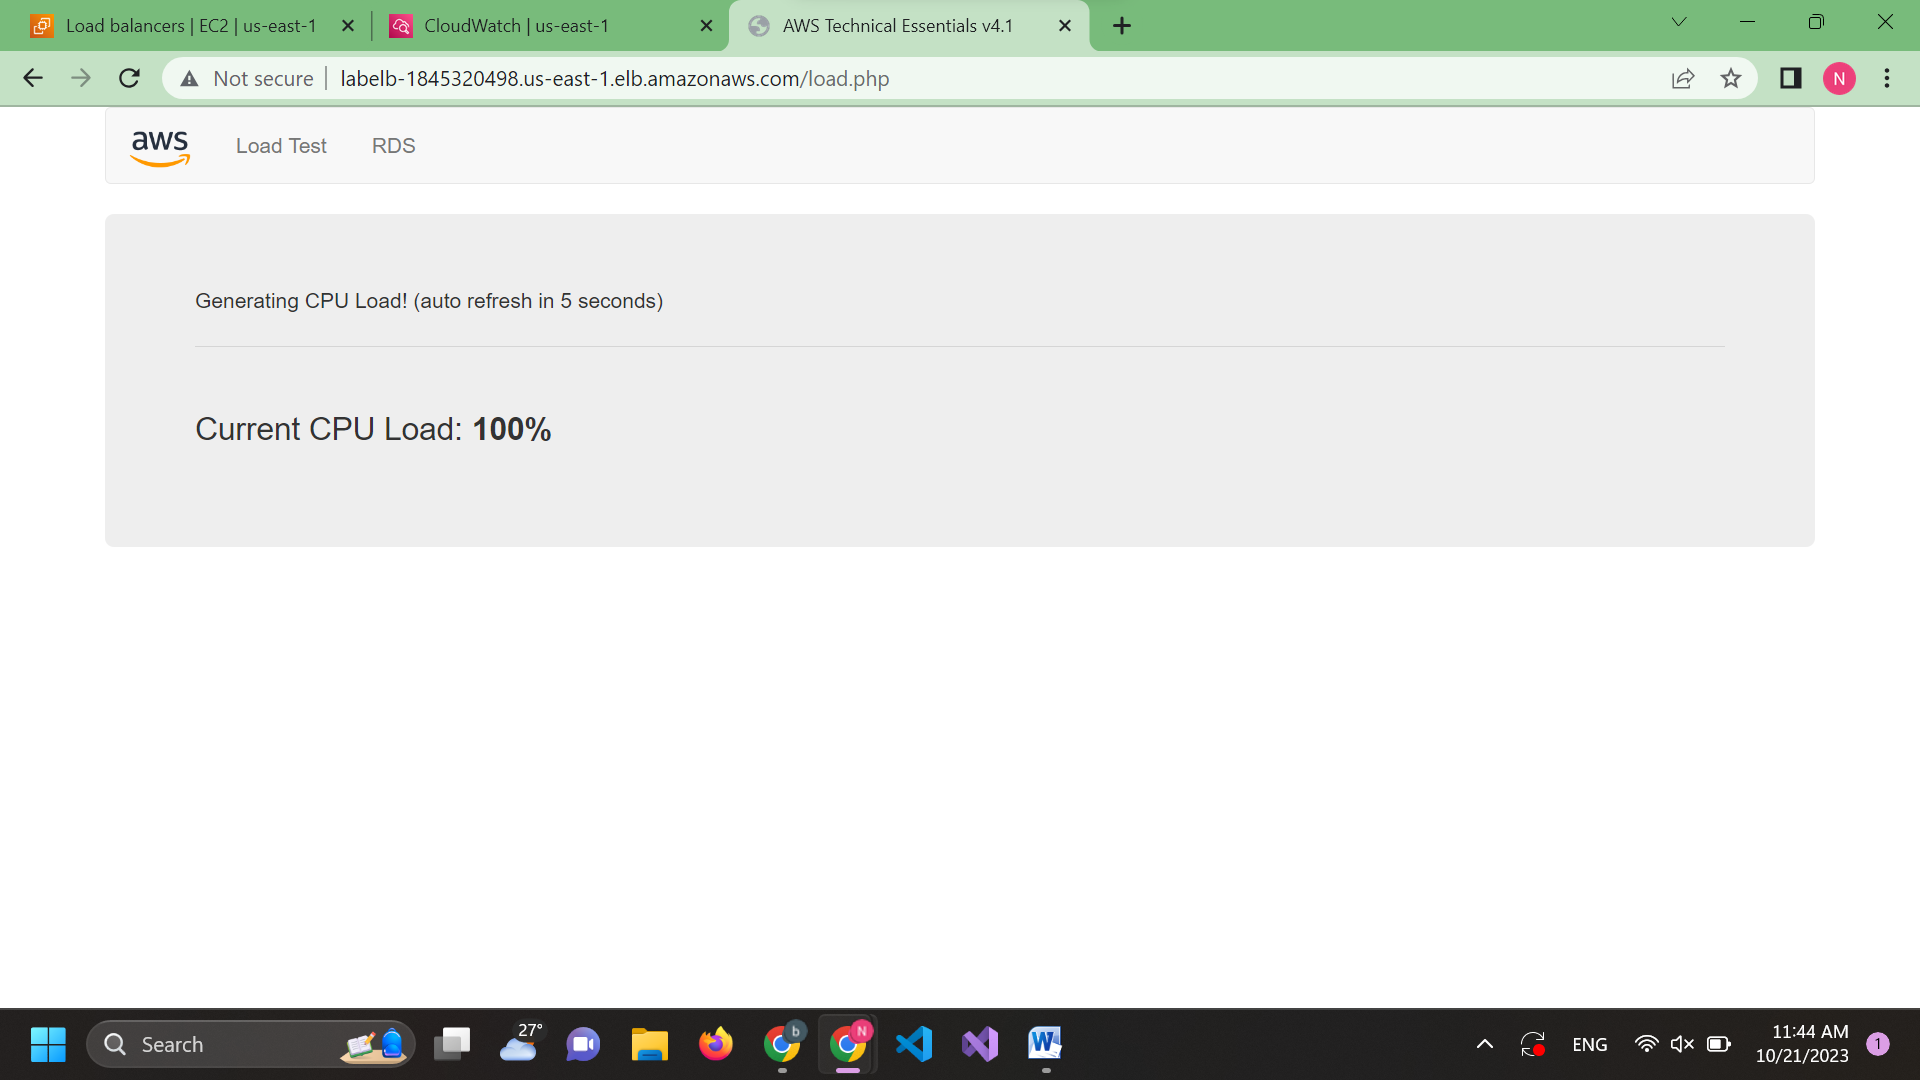 Load balancers | EC2 | us-east-1
CloudWatch | us-east-1
AWS Technical Essentials v4.1
Not secure
labelb-1845320498.us-east-1.elb.amazonaws.com/load.php
N
aws
Load Test
RDS
Generating CPU Load! (auto refresh in 5 seconds)
Current CPU Load: 100%
Search
27°
b
N
W
ENG
11:44 AM
10/21/2023
1